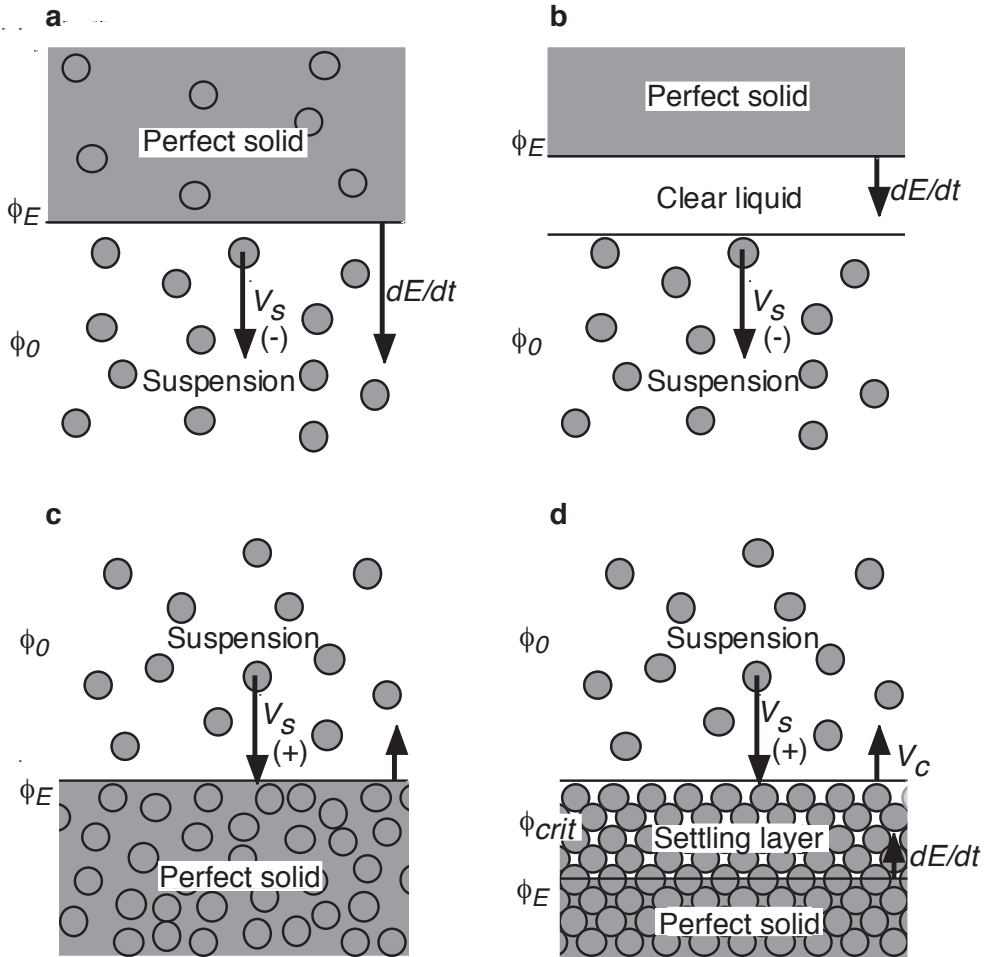 a
Perfect solid
ϕE
dE/dt
Vs
(-)
ϕ0
Suspension
b
Perfect solid
ϕE
dE/dt
Clear liquid
Vs
(-)
ϕ0
Suspension
c
Suspension
ϕ0
Vs
(+)
ϕE
Perfect solid
d
Suspension
ϕ0
Vs
(+)
Vc
ϕcrit
Settling layer
dE/dt
ϕE
Perfect solid